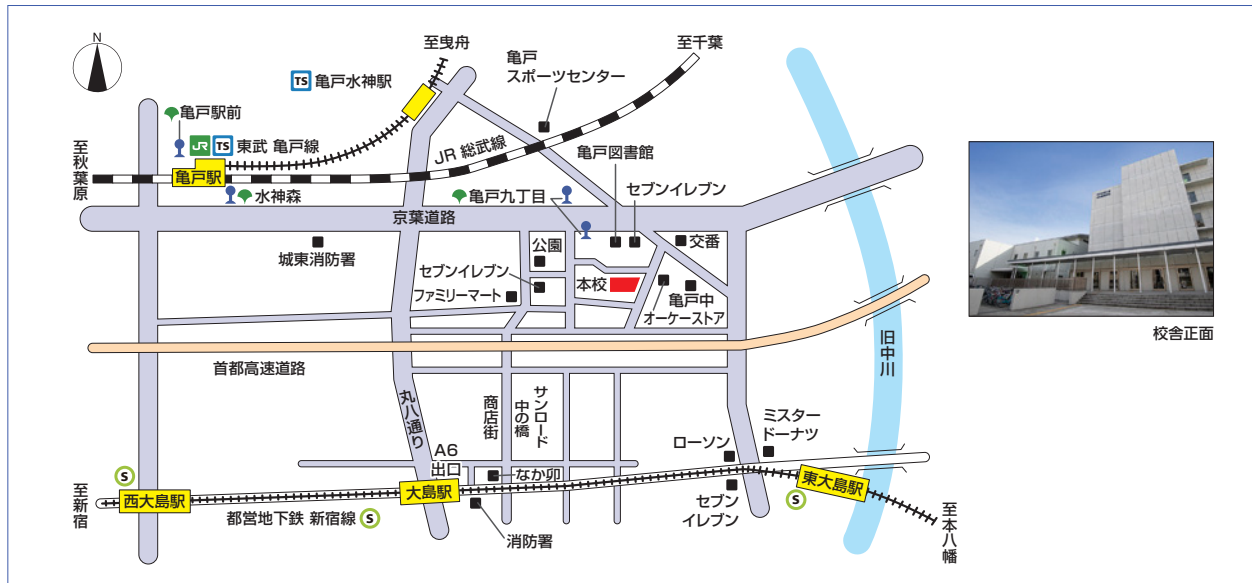 N
至曳舟
至千葉
TS 亀戸水神駅
亀戸
スポーツセンター
亀戸駅前
JR TS 東武 亀戸線
JR 総武線
至秋葉原
亀戸駅
水神森
亀戸図書館
セブンイレブン
亀戸九丁目
京葉道路
城東消防署
公園
交番
セブンイレブン
ファミリーマート
本校
亀戸中
オーケーストア
校舎正面
首都高速道路
旧中川
丸八通り
商店街
サンロード
中の橋
A6
出口
なか卯
ローソン
ミスター
ドーナツ
S
至新宿
西大島駅
大島駅
東大島駅
S
都営地下鉄 新宿線 S
消防署
セブン
イレブン
至本八幡